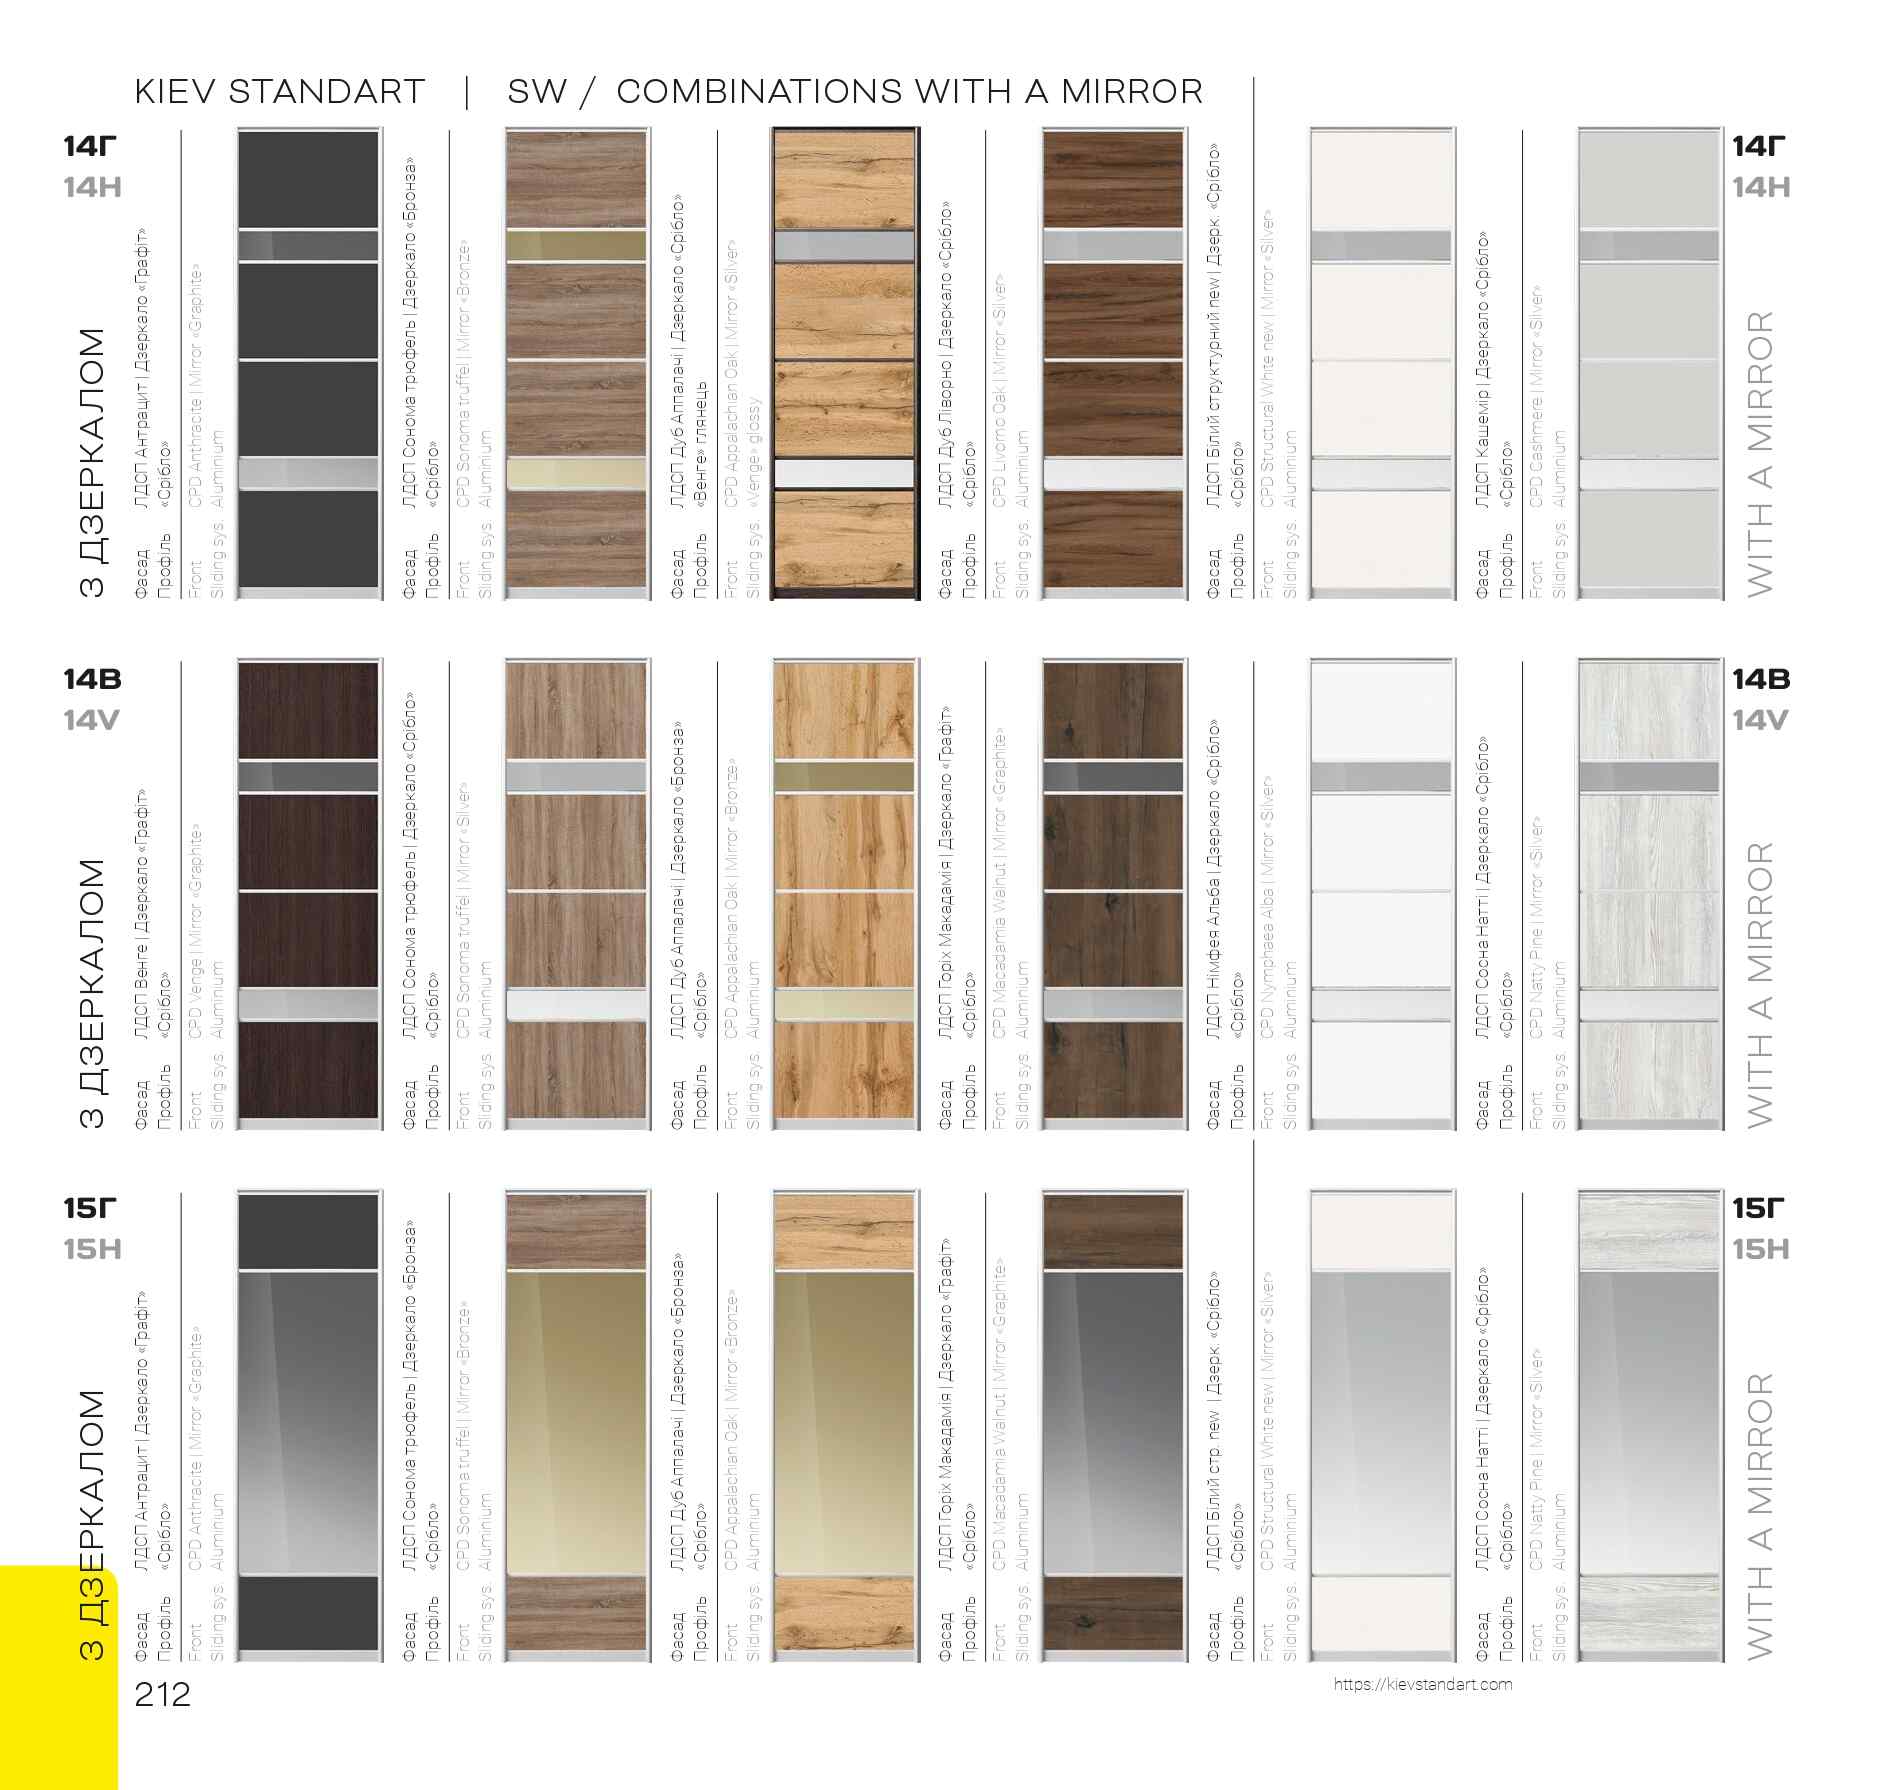 KIEV STANDART | SW / COMBINATIONS WITH A MIRROR
14Г
14H
З ДЗЕРКАЛОМ
Фасад ЛДСП Антрацит | Дзеркало «Графіт»
Профіль «Срібло»
Front CPD Anthracite | Mirror «Graphite»
Sliding sys. Aluminium
Фасад ЛДСП Сонома трюфель | Дзеркало «Бронза»
Профіль «Срібло»
Front CPD Sonoma truffel | Mirror «Bronze»
Sliding sys. Aluminium
Фасад ЛДСП Дуб Аппалачі | Дзеркало «Срібло»
Профіль «Венге» глянець
Front CPD Appalachian Oak | Mirror «Silver»
Sliding sys. «Venge» glossy
Фасад ЛДСП Дуб Ліворно | Дзеркало «Срібло»
Профіль «Срібло»
Front CPD Livorno Oak | Mirror «Silver»
Sliding sys. Aluminium
Фасад ЛДСП Білий структурний new | Дзерк. «Срібло»
Профіль «Срібло»
Front CPD Structural White new | Mirror «Silver»
Sliding sys. Aluminium
Фасад ЛДСП Кашемір | Дзеркало «Срібло»
Профіль «Срібло»
Front CPD Cashmere | Mirror «Silver»
Sliding sys. Aluminium
14Г
14H
WITH A MIRROR
14В
14V
З ДЗЕРКАЛОМ
Фасад ЛДСП Венге | Дзеркало «Графіт»
Профіль «Срібло»
Front CPD Venge | Mirror «Graphite»
Sliding sys. Aluminium
Фасад ЛДСП Сонома трюфель | Дзеркало «Срібло»
Профіль «Срібло»
Front CPD Sonoma truffel | Mirror «Silver»
Sliding sys. Aluminium
Фасад ЛДСП Дуб Аппалачі | Дзеркало «Бронза»
Профіль «Срібло»
Front CPD Appalachian Oak | Mirror «Bronze»
Sliding sys. Aluminium
Фасад ЛДСП Горіх Макадамія | Дзеркало «Графіт»
Профіль «Срібло»
Front CPD Macadamia Walnut | Mirror «Graphite»
Sliding sys. Aluminium
Фасад ЛДСП Німфея Альба | Дзеркало «Срібло»
Профіль «Срібло»
Front CPD Nymphaea Alba | Mirror «Silver»
Sliding sys. Aluminium
Фасад ЛДСП Сосна Натті | Дзеркало «Срібло»
Профіль «Срібло»
Front CPD Natty Pine | Mirror «Silver»
Sliding sys. Aluminium
14В
14V
WITH A MIRROR
15Г
15H
З ДЗЕРКАЛОМ
Фасад ЛДСП Антрацит | Дзеркало «Графіт»
Профіль «Срібло»
Front CPD Anthracite | Mirror «Graphite»
Sliding sys. Aluminium
Фасад ЛДСП Сонома трюфель | Дзеркало «Бронза»
Профіль «Срібло»
Front CPD Sonoma truffel | Mirror «Bronze»
Sliding sys. Aluminium
Фасад ЛДСП Дуб Аппалачі | Дзеркало «Бронза»
Профіль «Срібло»
Front CPD Appalachian Oak | Mirror «Bronze»
Sliding sys. Aluminium
Фасад ЛДСП Горіх Макадамія | Дзеркало «Графіт»
Профіль «Срібло»
Front CPD Macadamia Walnut | Mirror «Graphite»
Sliding sys. Aluminium
Фасад ЛДСП Білий стр. new | Дзерк. «Срібло»
Профіль «Срібло»
Front CPD Structural White new | Mirror «Silver»
Sliding sys. Aluminium
Фасад ЛДСП Сосна Натті | Дзеркало «Срібло»
Профіль «Срібло»
Front CPD Natty Pine | Mirror «Silver»
Sliding sys. Aluminium
15Г
15H
WITH A MIRROR
212
https://kievstandart.com